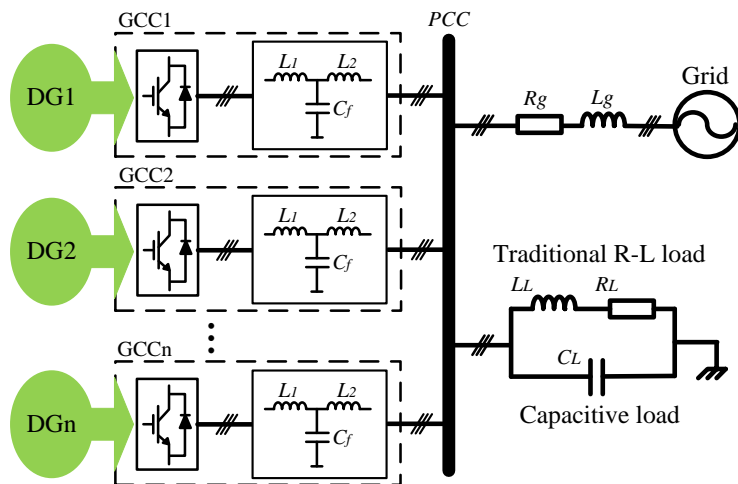 GCC1
PCC
DG1
L1
L2
Cf
Rg
Lg
Grid
GCC2
DG2
L1
L2
Cf
Traditional R-L load
LL
RL
CL
Capacitive load
GCCn
DGn
L1
L2
Cf